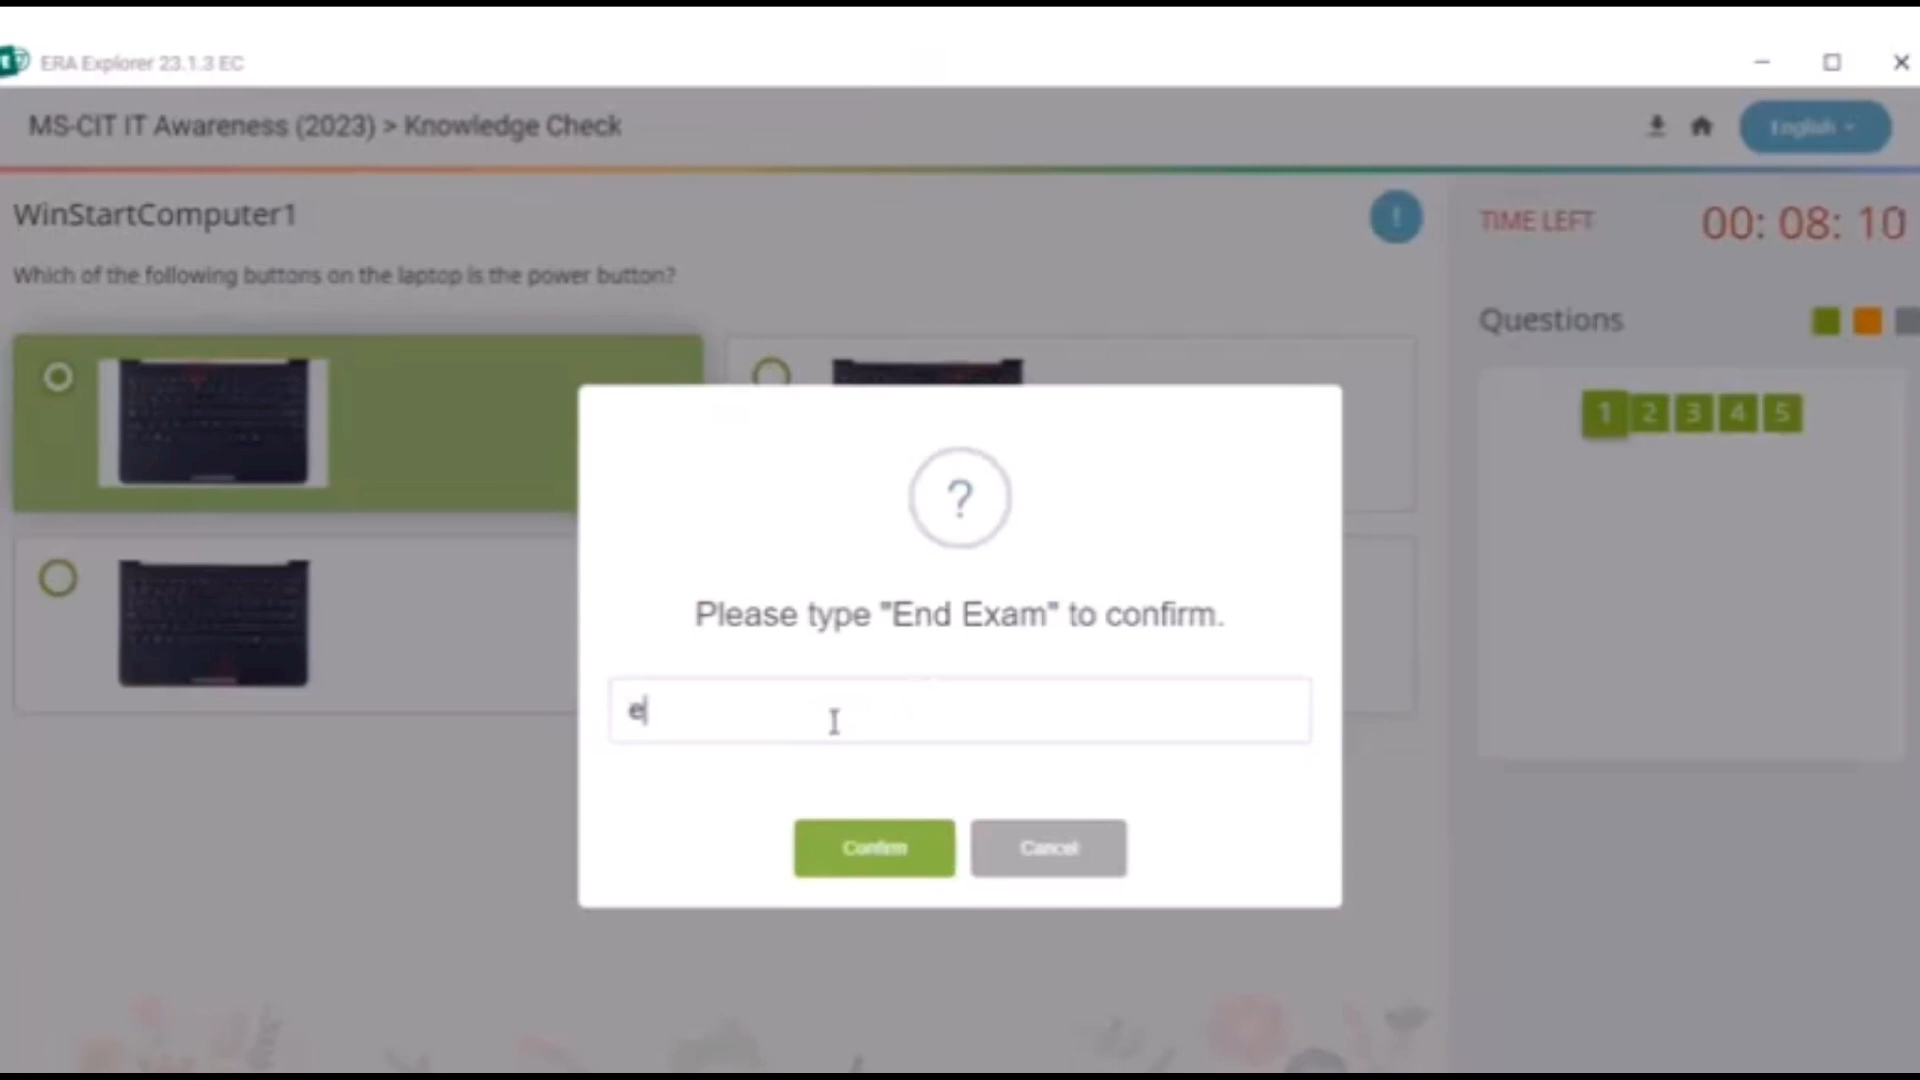 ERA Explorer 23.1.3 EC
MS-CIT IT Awareness (2023) > Knowledge Check
English
WinStartComputer1
!
TIME LEFT
00: 08: 10
Which of the following buttons on the laptop is the power button?
Questions
1 2 3 4 5
?
Please type "End Exam" to confirm.
e
Confirm
Cancel